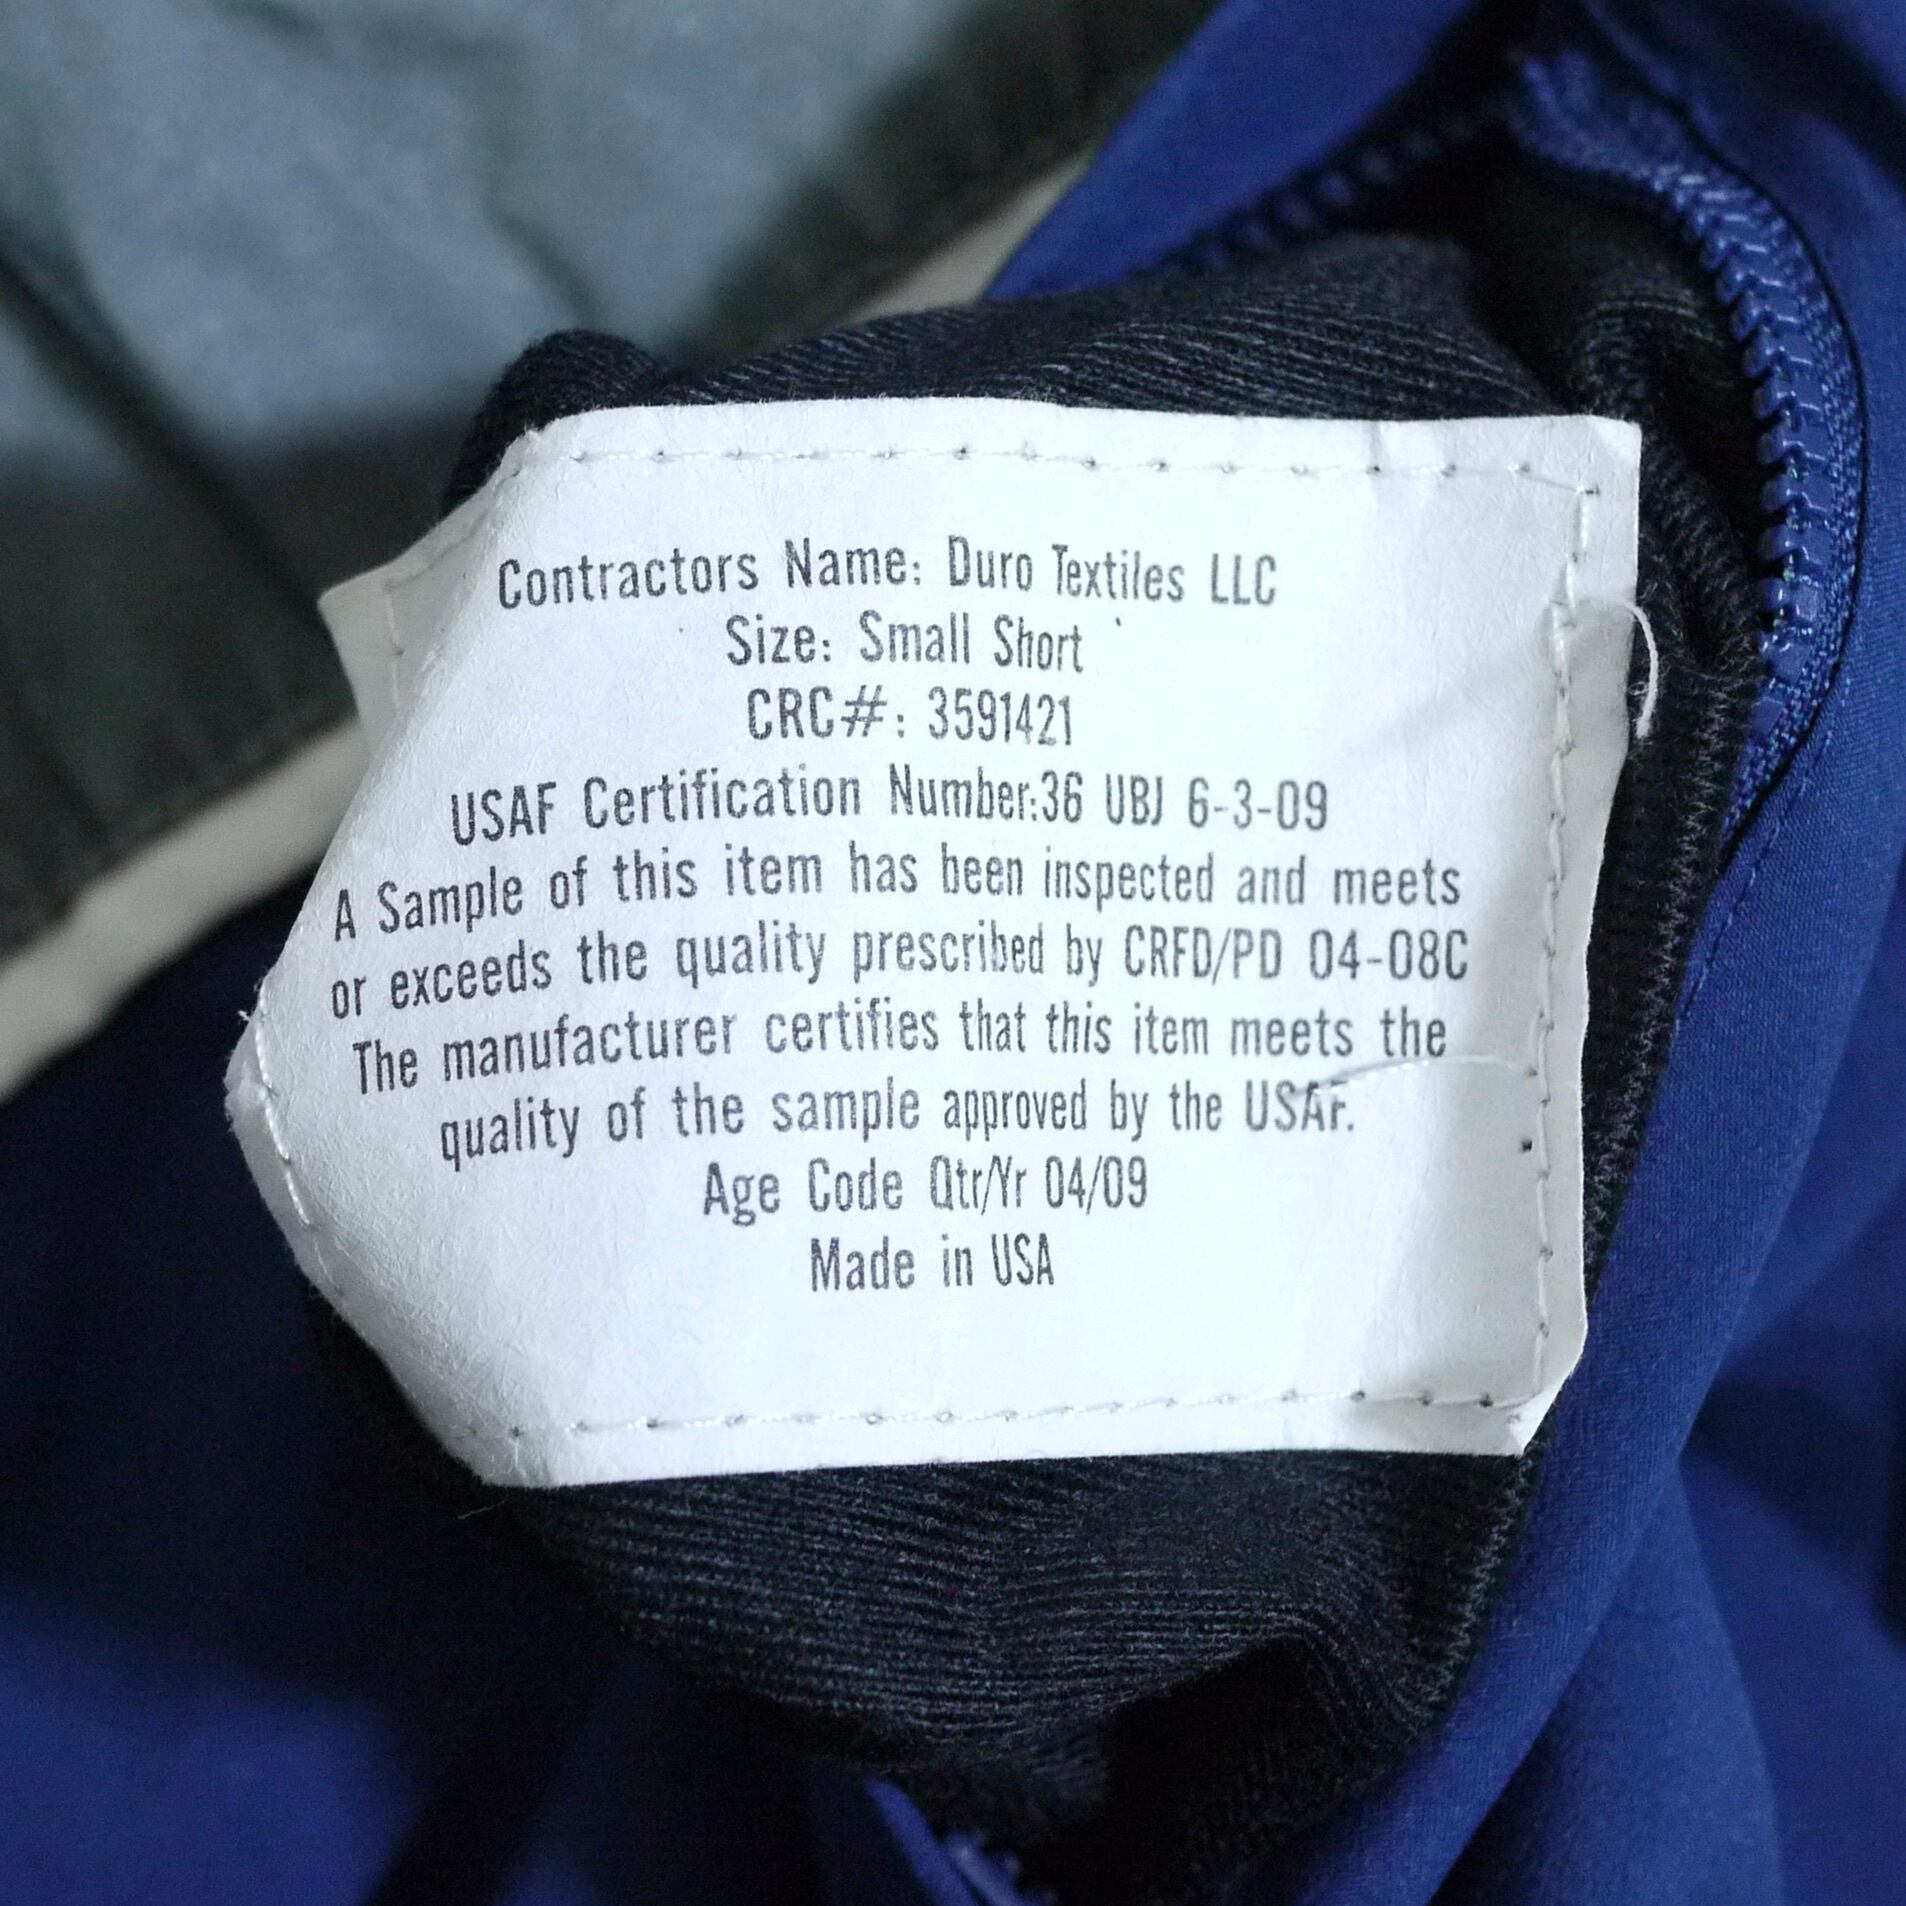 Contractors Name: Duro Textiles LLC
Size: Small Short
CRC#: 3591421
USAF Certification Number:36 UBJ 6-3-09
A Sample of this item has been inspected and meets
or exceeds the quality prescribed by CRFD/PD 04-08C
The manufacturer certifies that this item meets the
quality of the sample approved by the USAF.
Age Code Qtr/Yr 04/09
Made in USA